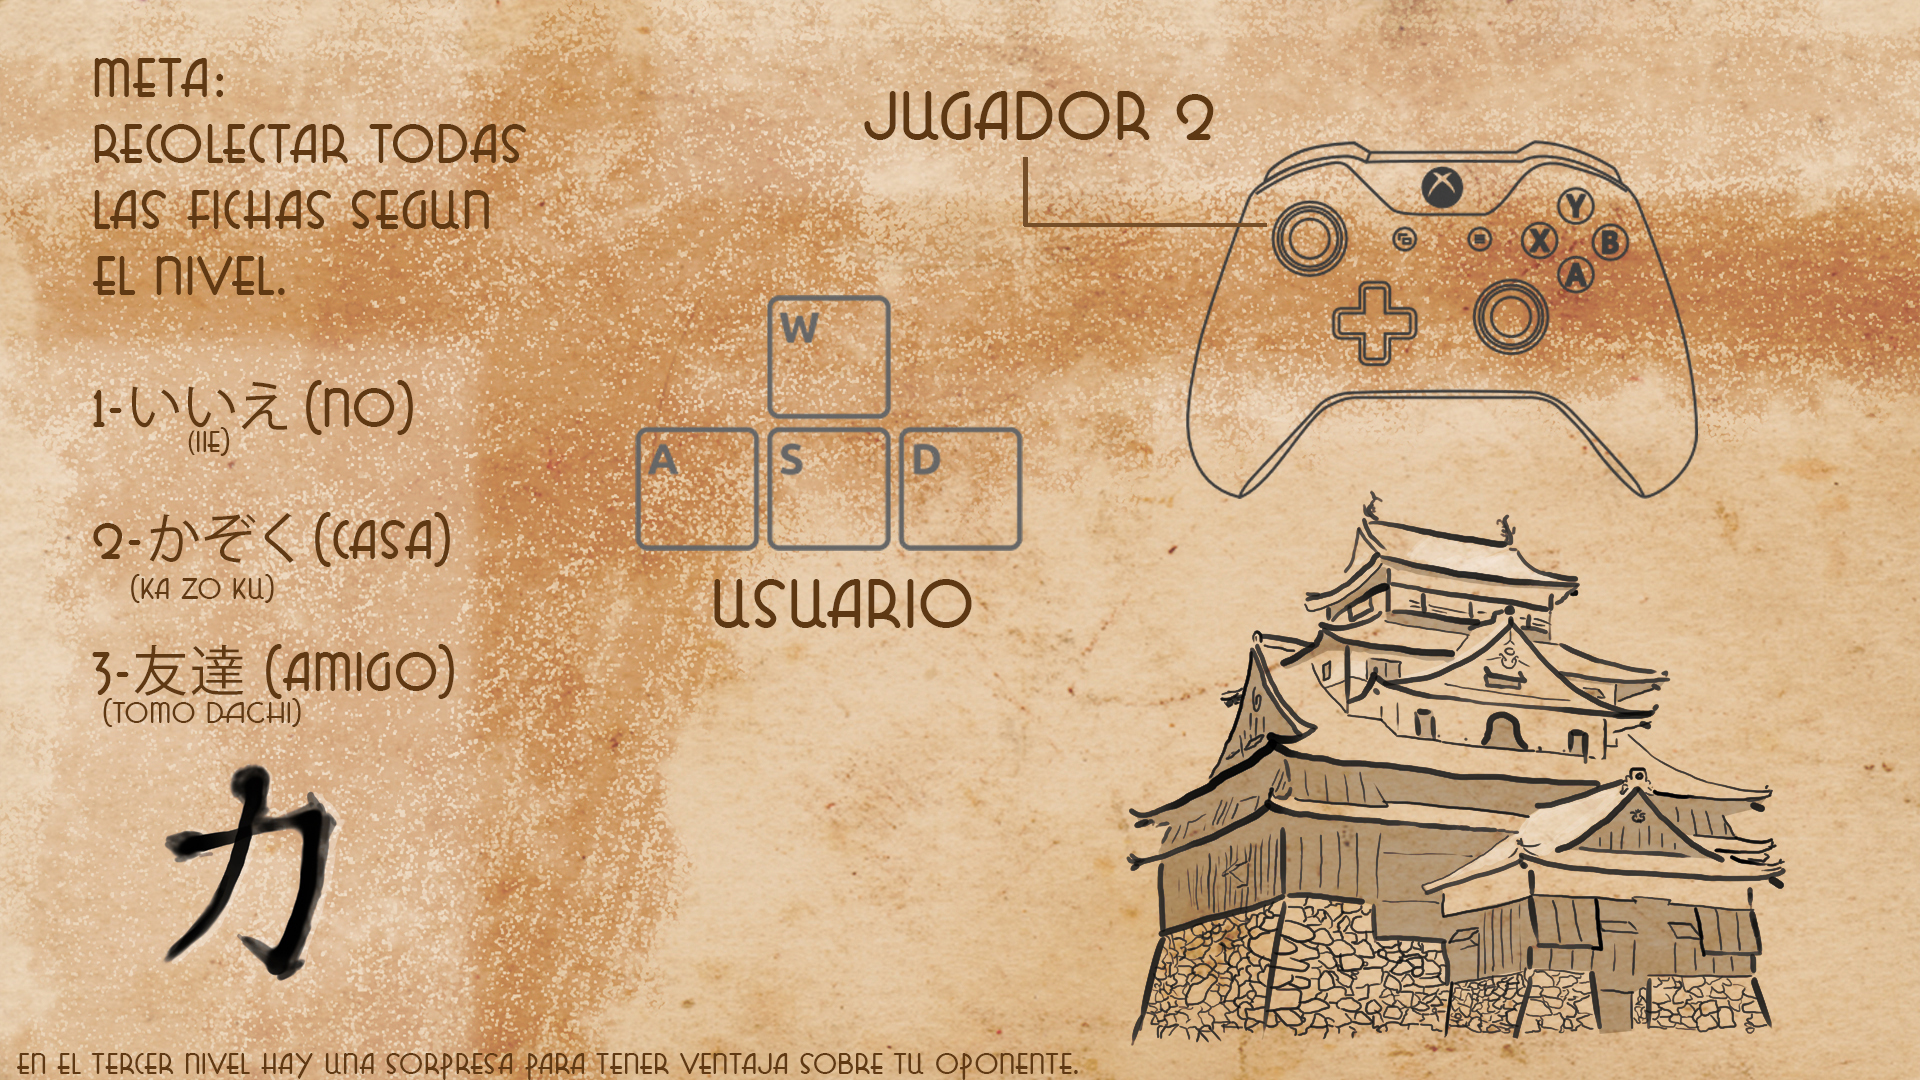 META:
RECOLECTAR TODAS
LAS FICHAS SEGUN
EL NIVEL.
1-いいえ (NO)
(IIE)
2-かぞく (CASA)
(KA ZO KU)
3-友達 (AMIGO)
(TOMO DACHI)
力
JUGADOR 2
Y
X
B
A
W
A S D
USUARIO
EN EL TERCER NIVEL HAY UNA SORPRESA PARA TENER VENTAJA SOBRE TU OPONENTE.